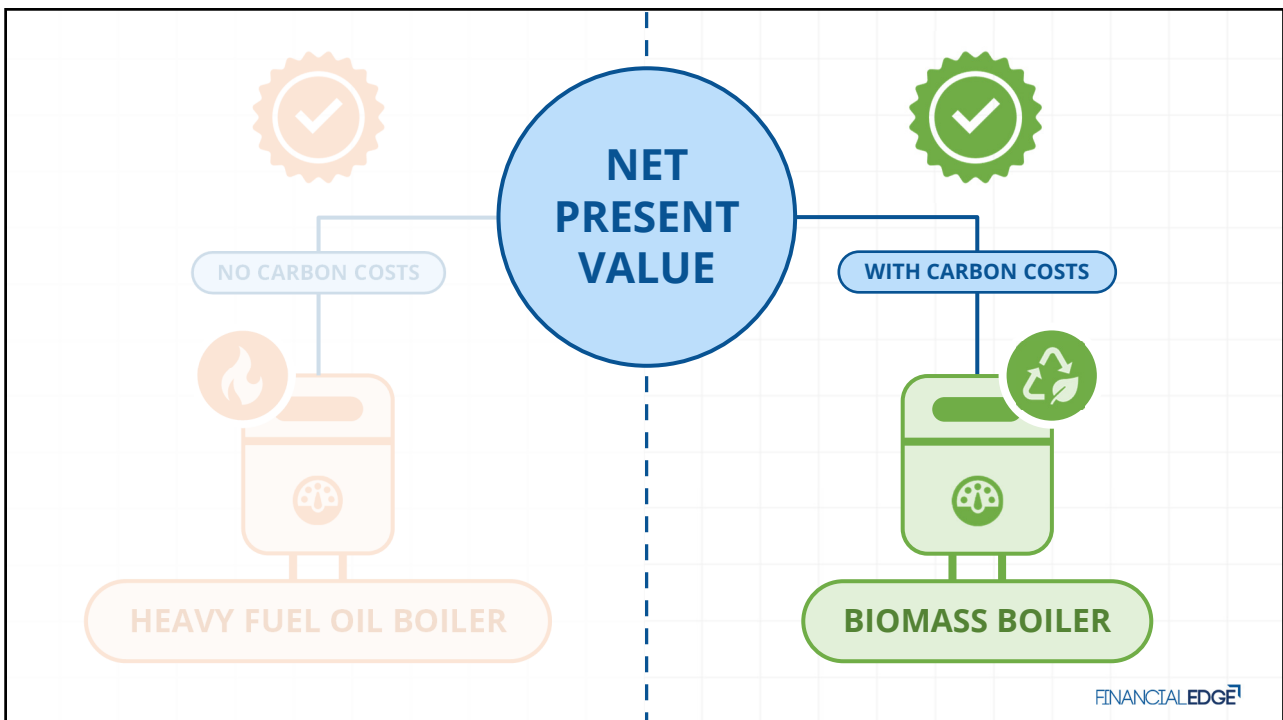 NET
PRESENT
VALUE
NO CARBON COSTS
WITH CARBON COSTS
HEAVY FUEL OIL BOILER
BIOMASS BOILER
FINANCIALEDGE